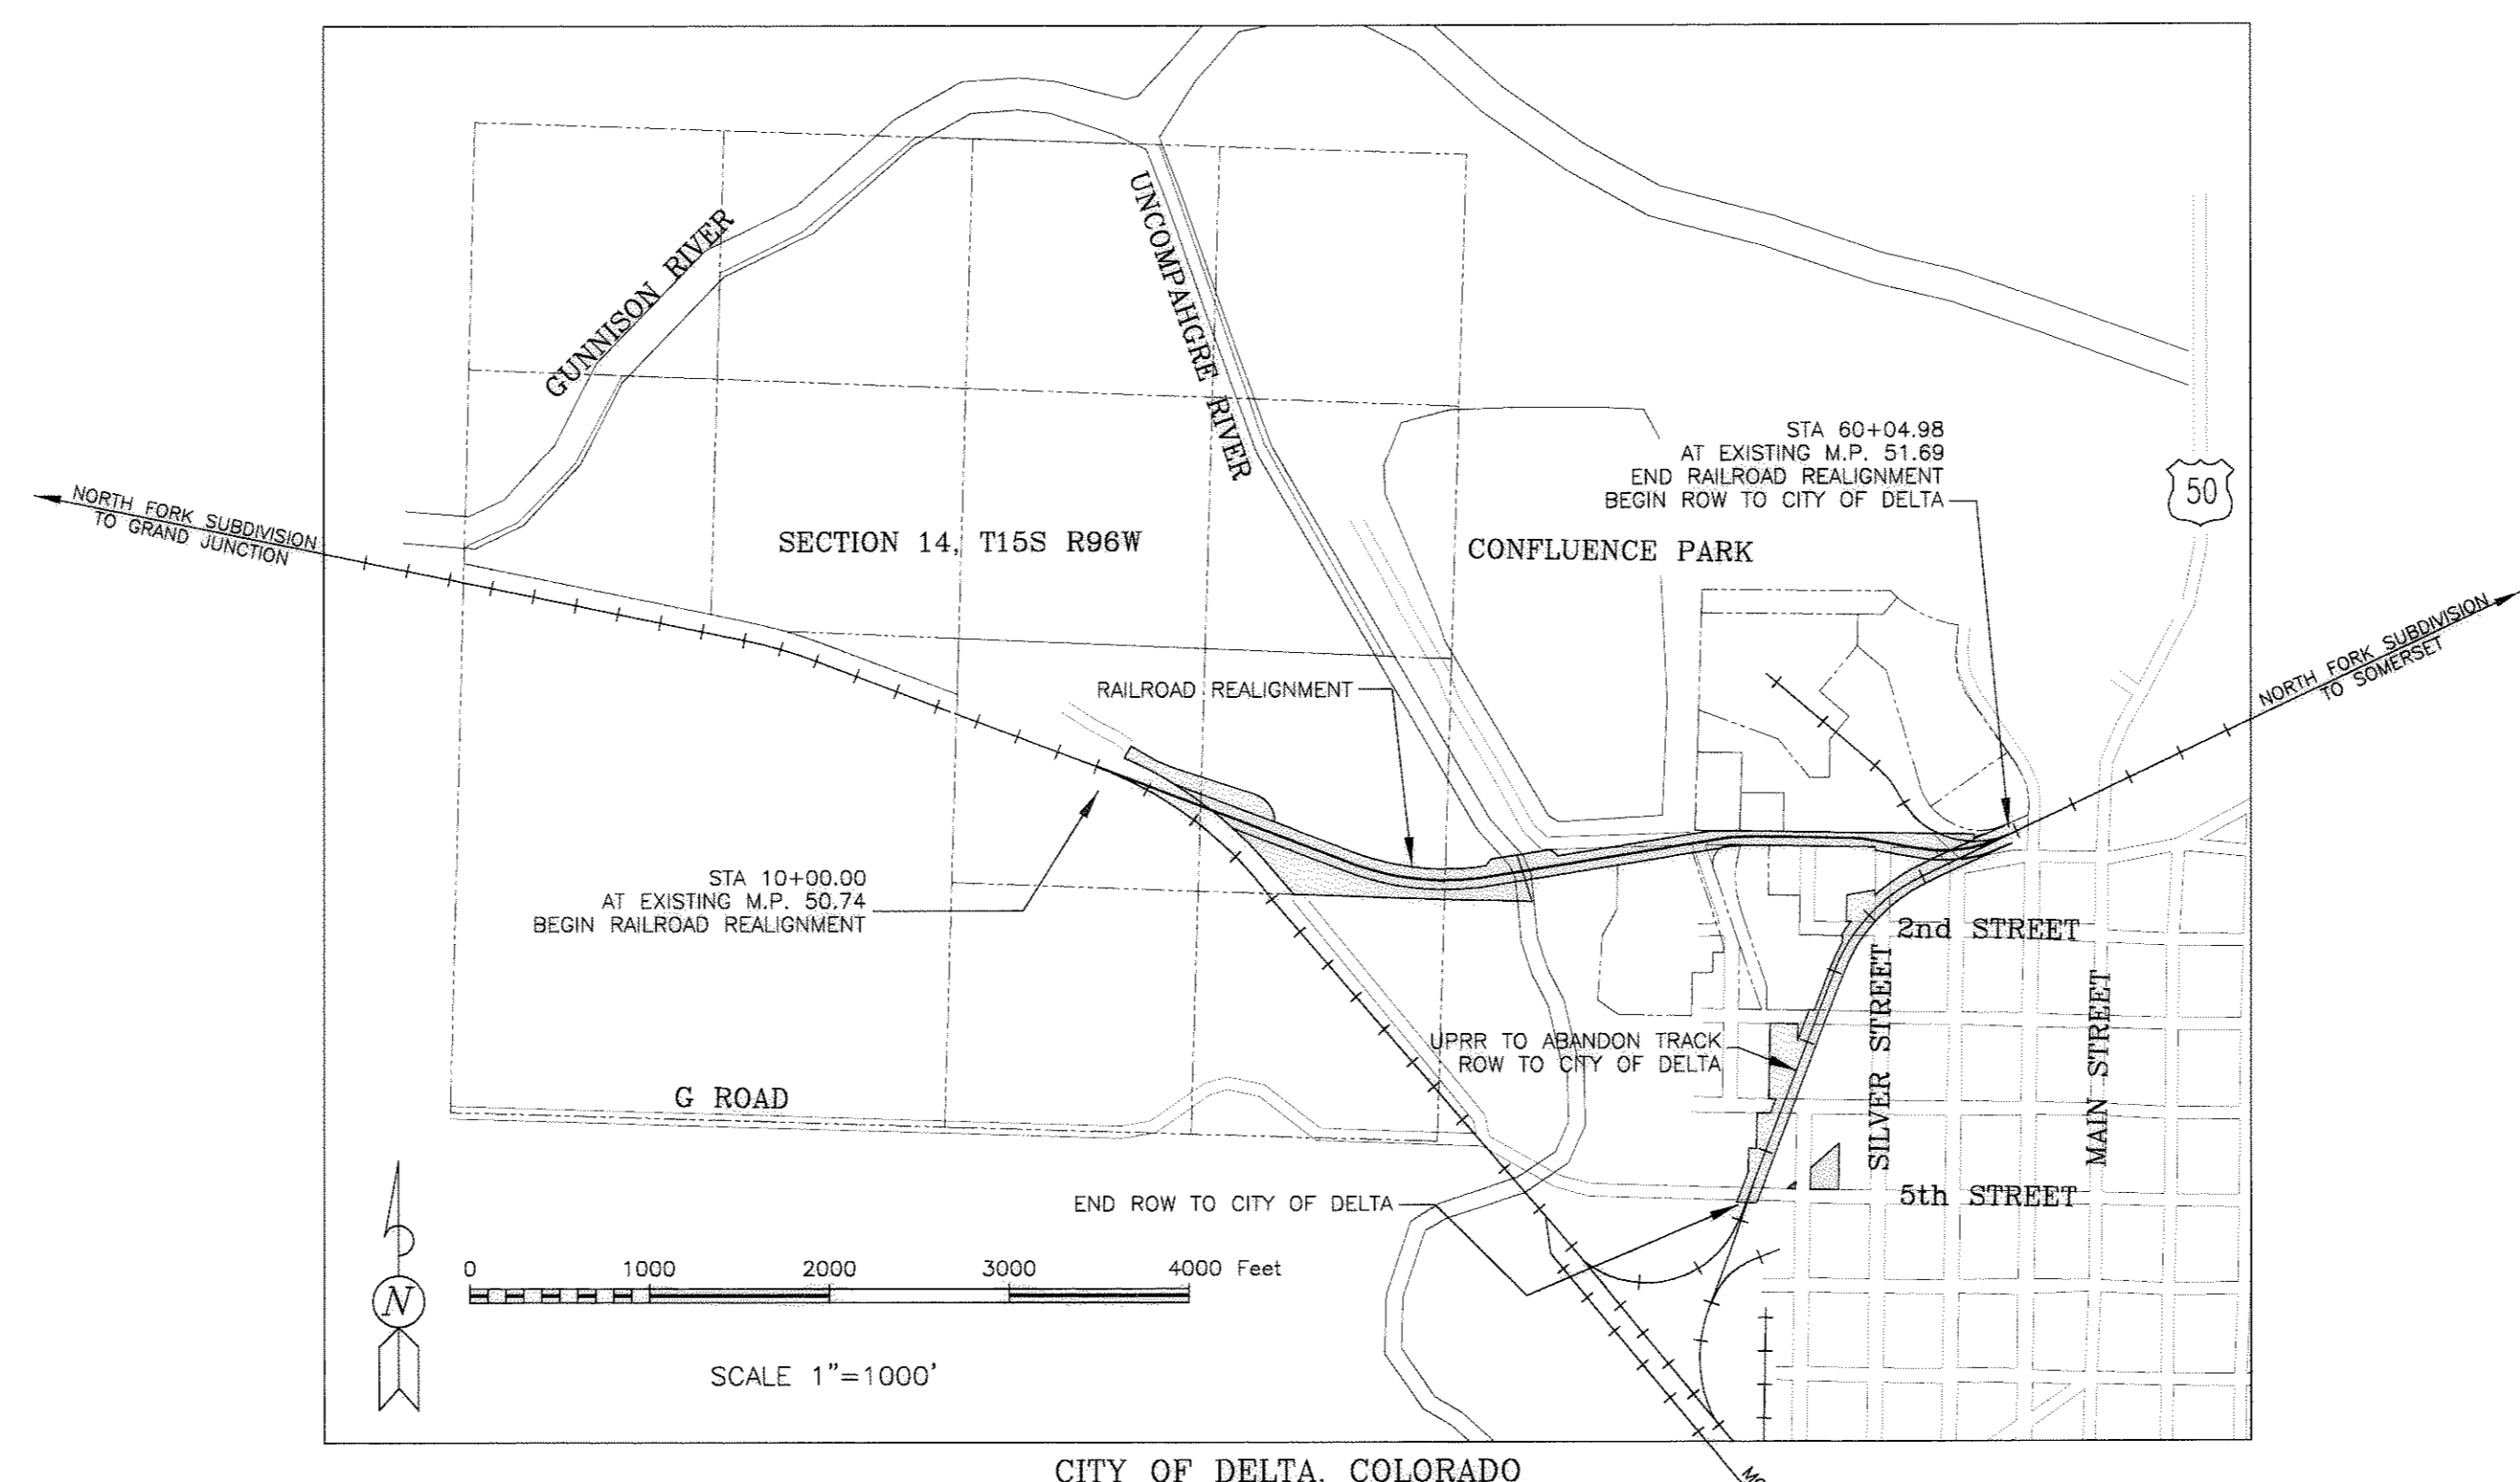 GUNNISON RIVER
UNCOMPAHGRE RIVER
STA 60+04.98
AT EXISTING M.P. 51.69
END RAILROAD REALIGNMENT
BEGIN ROW TO CITY OF DELTA
50
NORTH FORK SUBDIVISION
TO GRAND JUNCTION
SECTION 14, T15S R96W
CONFLUENCE PARK
NORTH FORK SUBDIVISION
TO SOMERSET
RAILROAD REALIGNMENT
STA 10+00.00
AT EXISTING M.P. 50.74
BEGIN RAILROAD REALIGNMENT
2nd STREET
SILVER STREET
MAIN STREET
UPRR TO ABANDON TRACK
ROW TO CITY OF DELTA
G ROAD
END ROW TO CITY OF DELTA
5th STREET
0 1000 2000 3000 4000 Feet
N
SCALE 1"=1000'
CITY OF DELTA, COLORADO